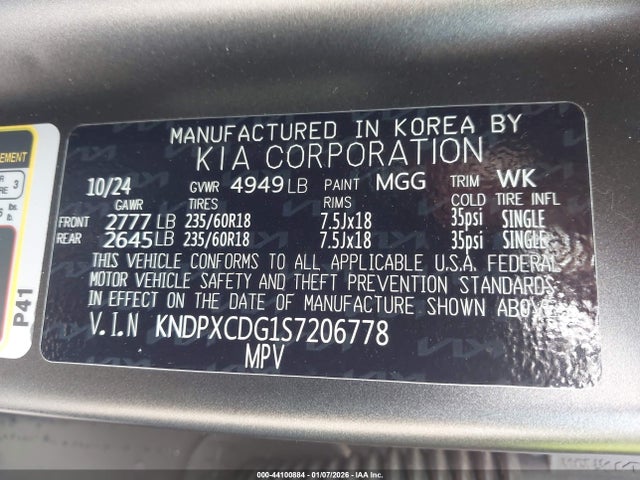 MANUFACTURED IN KOREA BY
KIA CORPORATION
10/24 GVWR 4949 LB PAINT MGG TRIM WK
GAWR TIRES RIMS COLD TIRE INFL
FRONT 2777 LB 235/60R18 7.5Jx18 35psi SINGLE
REAR 2645 LB 235/60R18 7.5Jx18 35psi SINGLE
THIS VEHICLE CONFORMS TO ALL APPLICABLE U.S.A. FEDERAL
MOTOR VEHICLE SAFETY AND THEFT PREVENTION STANDARDS
IN EFFECT ON THE DATE OF MANUFACTURE SHOWN ABOVE.
V.I.N KNDPXCDG1S7206778
MPV
P41
000-44100884 | 01/07/2026 - IAA Inc.